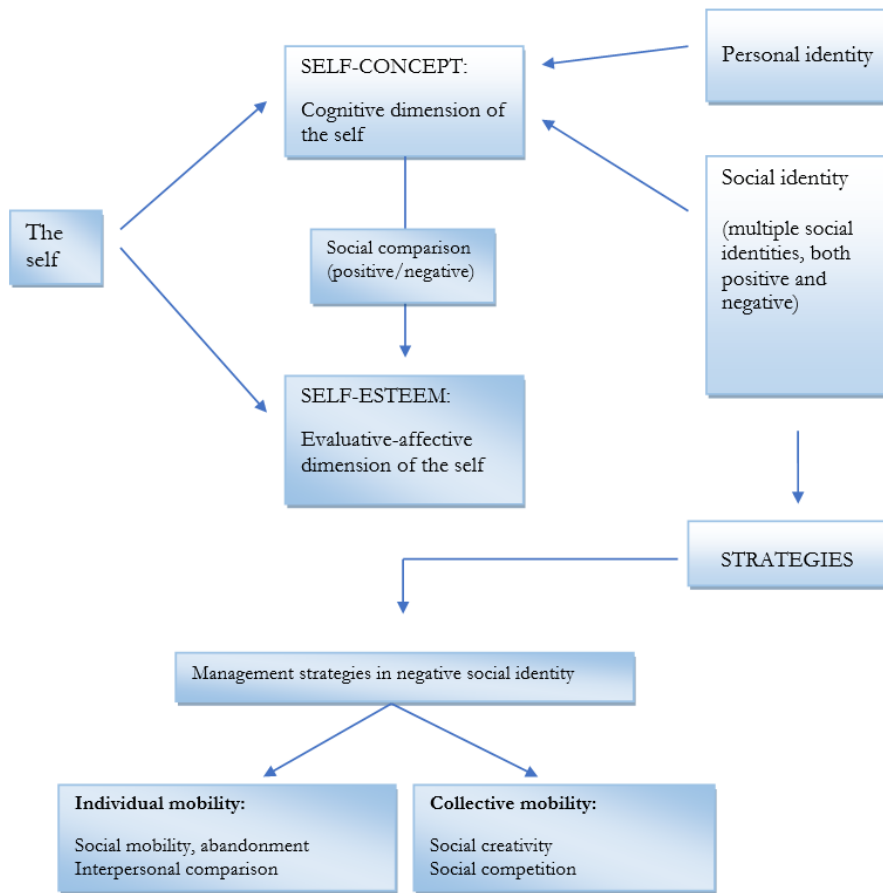 SELF-CONCEPT:
Cognitive dimension of
the self
Personal identity
Social identity
(multiple social
identities, both
positive and
negative)
The
self
Social comparison
(positive/negative)
SELF-ESTEEM:
Evaluative-affective
dimension of the self
STRATEGIES
Management strategies in negative social identity
Individual mobility:
Social mobility, abandonment
Interpersonal comparison
Collective mobility:
Social creativity
Social competition